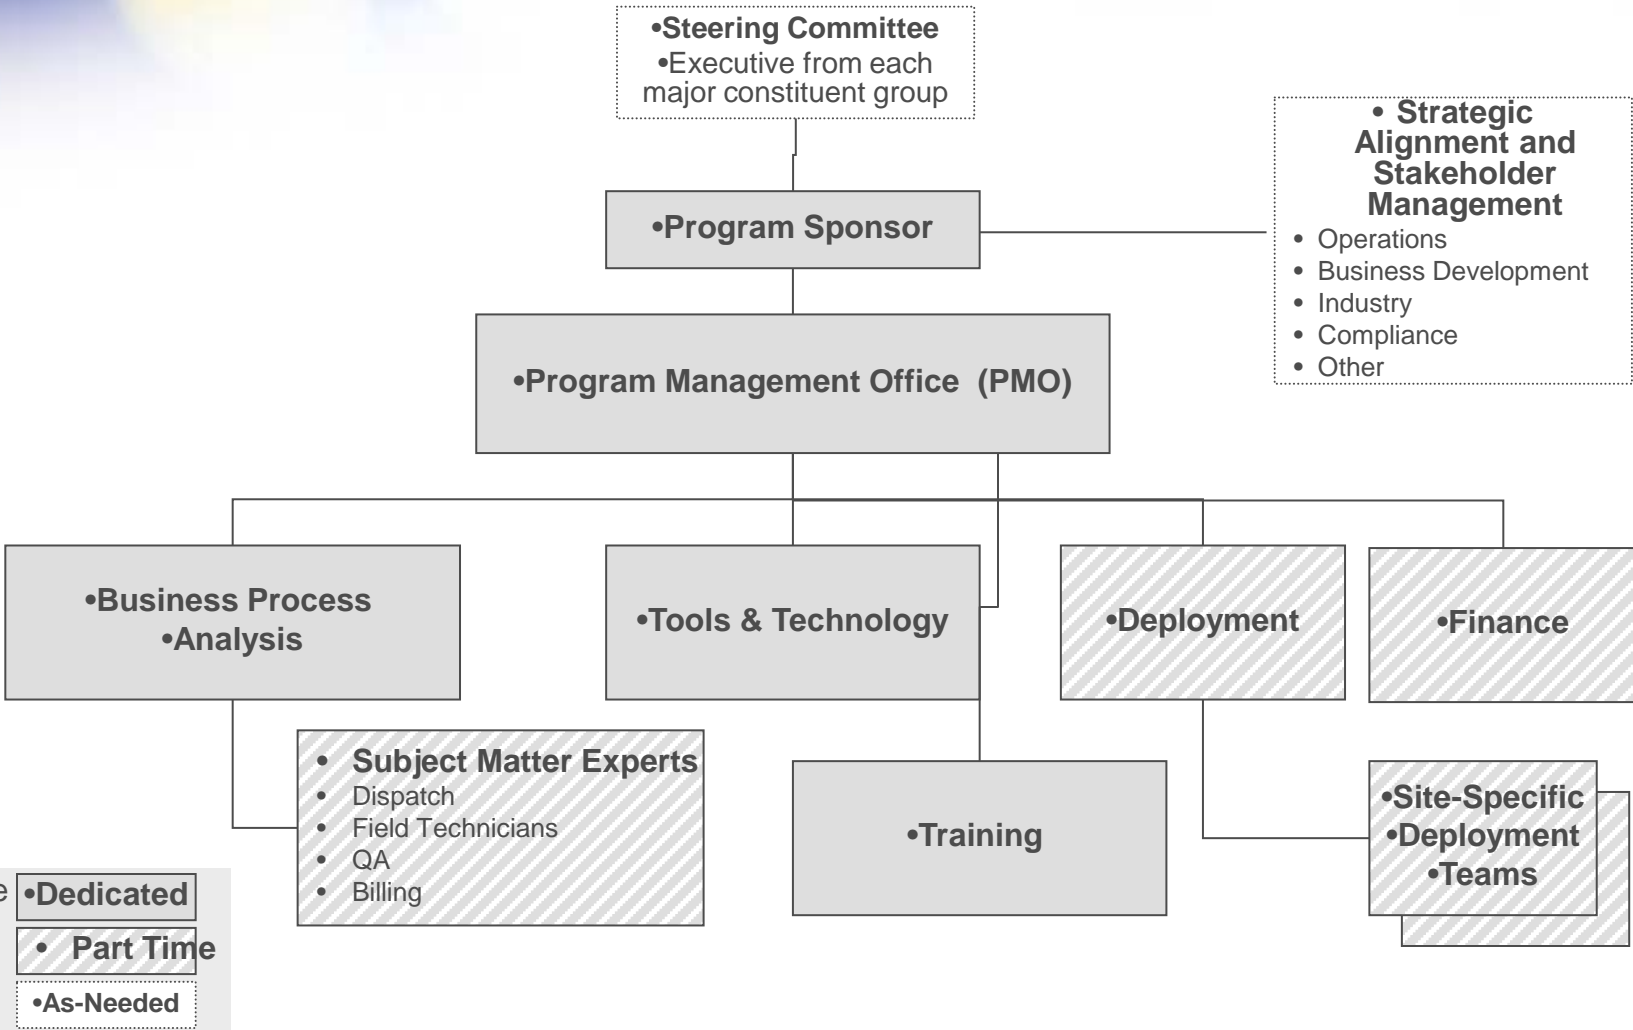 •Steering Committee
•Executive from each
major constituent group
• Strategic
Alignment and
Stakeholder
Management
• Operations
• Business Development
• Industry
• Compliance
• Other
•Program Sponsor
•Program Management Office (PMO)
•Business Process
•Analysis
•Tools & Technology
•Deployment
•Finance
• Subject Matter Experts
• Dispatch
• Field Technicians
• QA
• Billing
•Training
•Site-Specific
•Deployment
•Teams
•Dedicated
• Part Time
•As-Needed